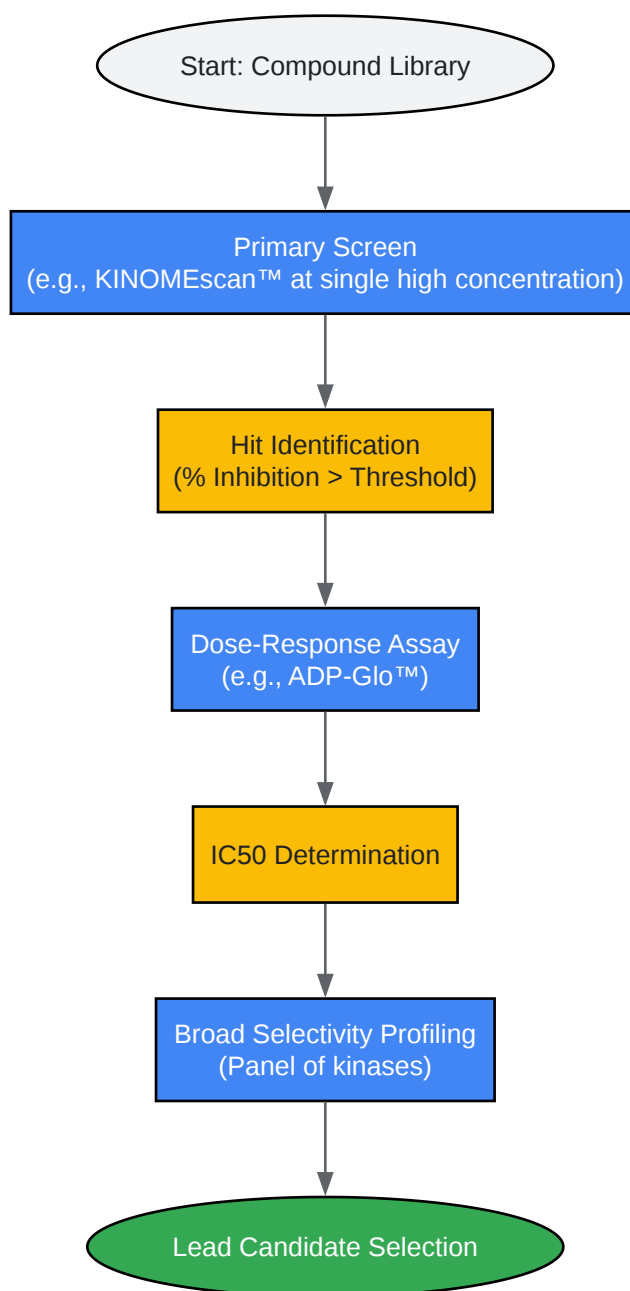 Start: Compound Library
Primary Screen
(e.g., KINOMEscan™ at single high concentration)
Hit Identification
(% Inhibition > Threshold)
Dose-Response Assay
(e.g., ADP-Glo™)
IC50 Determination
Broad Selectivity Profiling
(Panel of kinases)
Lead Candidate Selection